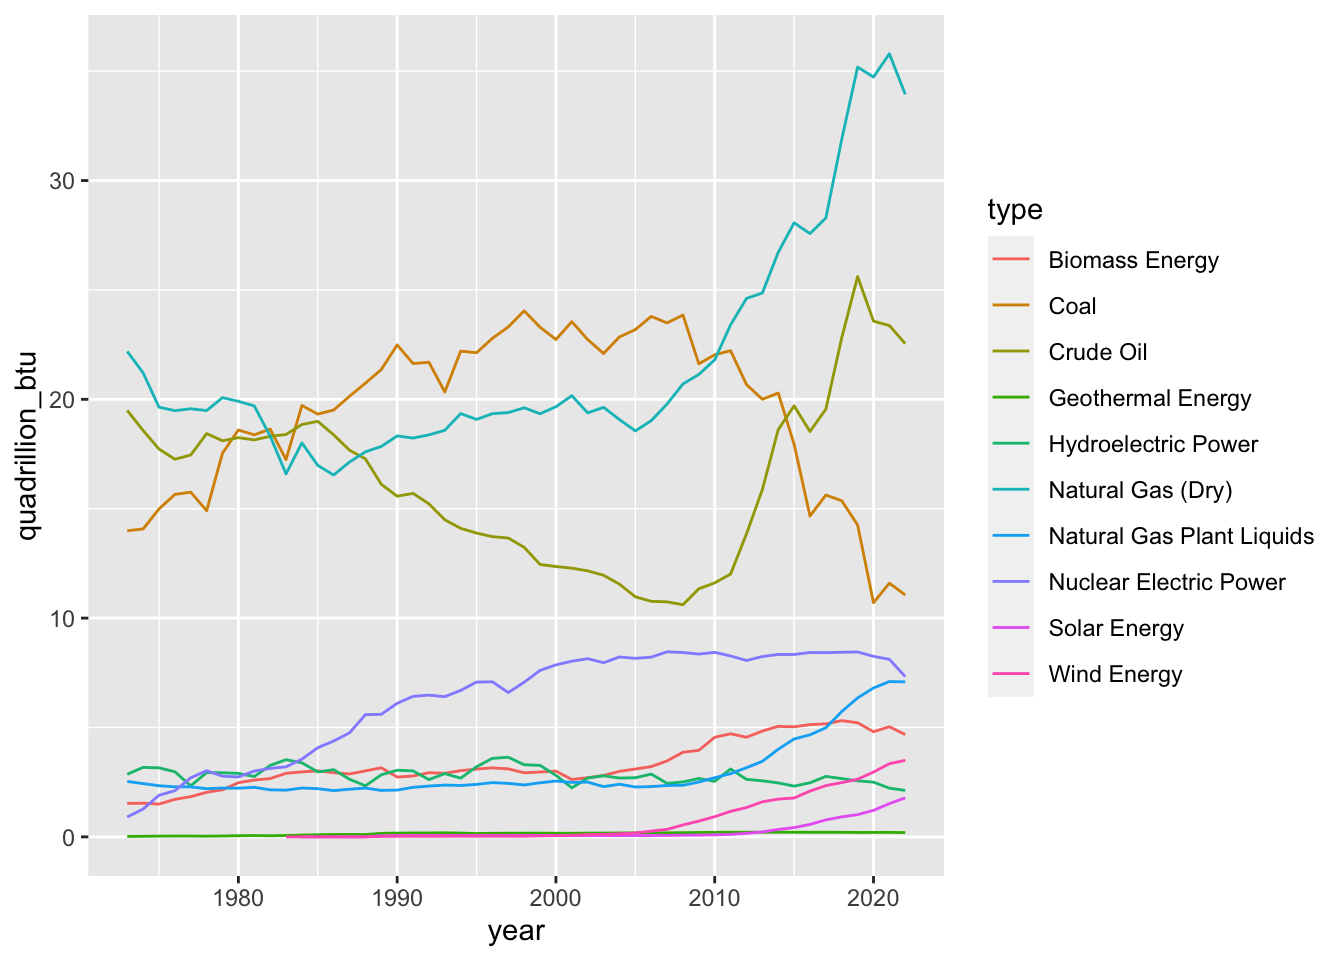 quadrillion_btu
30
20
10
0
1980
1990
2000
2010
2020
year
type
Biomass Energy
Coal
Crude Oil
Geothermal Energy
Hydroelectric Power
Natural Gas (Dry)
Natural Gas Plant Liquids
Nuclear Electric Power
Solar Energy
Wind Energy